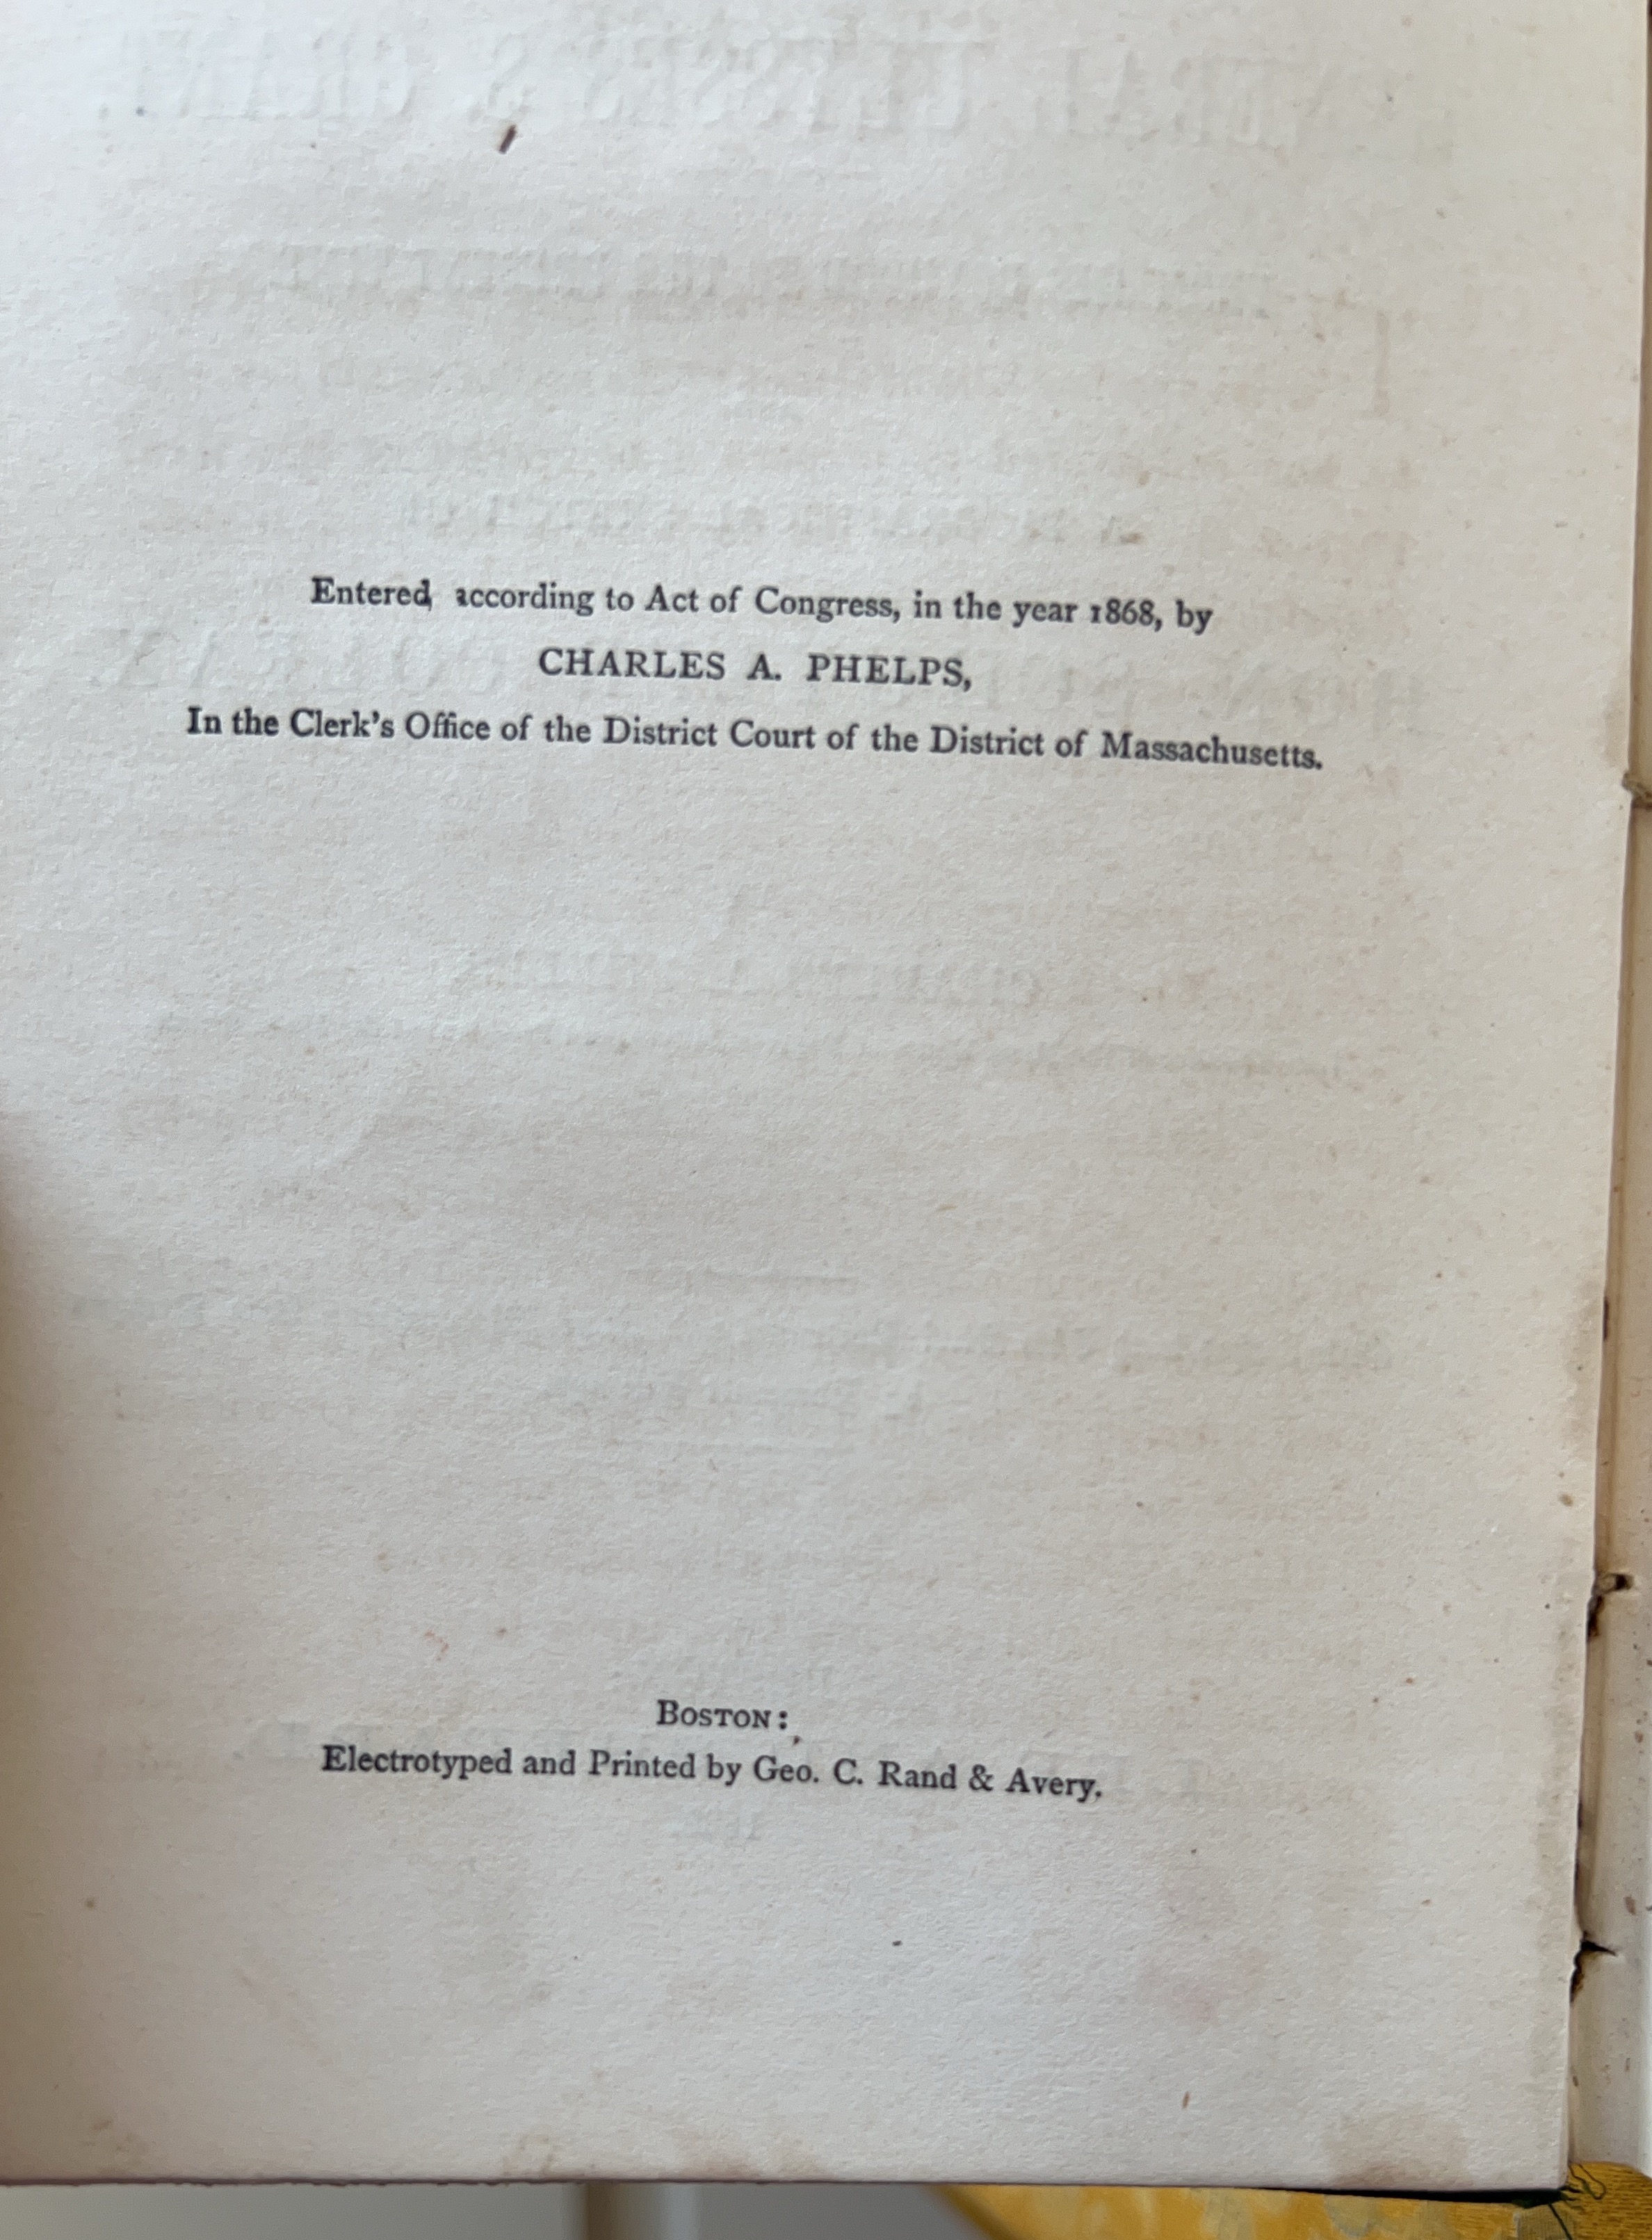 Entered, according to Act of Congress, in the year 1868, by
CHARLES A. PHELPS,
In the Clerk's Office of the District Court of the District of Massachusetts.
BOSTON:
Electrotyped and Printed by Geo. C. Rand & Avery.